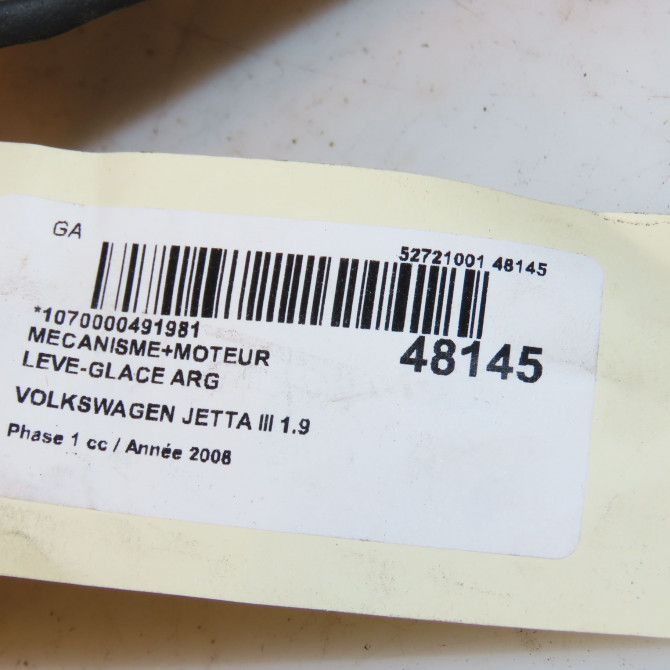 GA
52721001 48145
*1070000491981
48145
MECANISME+MOTEUR
LEVE-GLACE ARG
VOLKSWAGEN JETTA III 1.9
Phase 1 cc / Année 2008